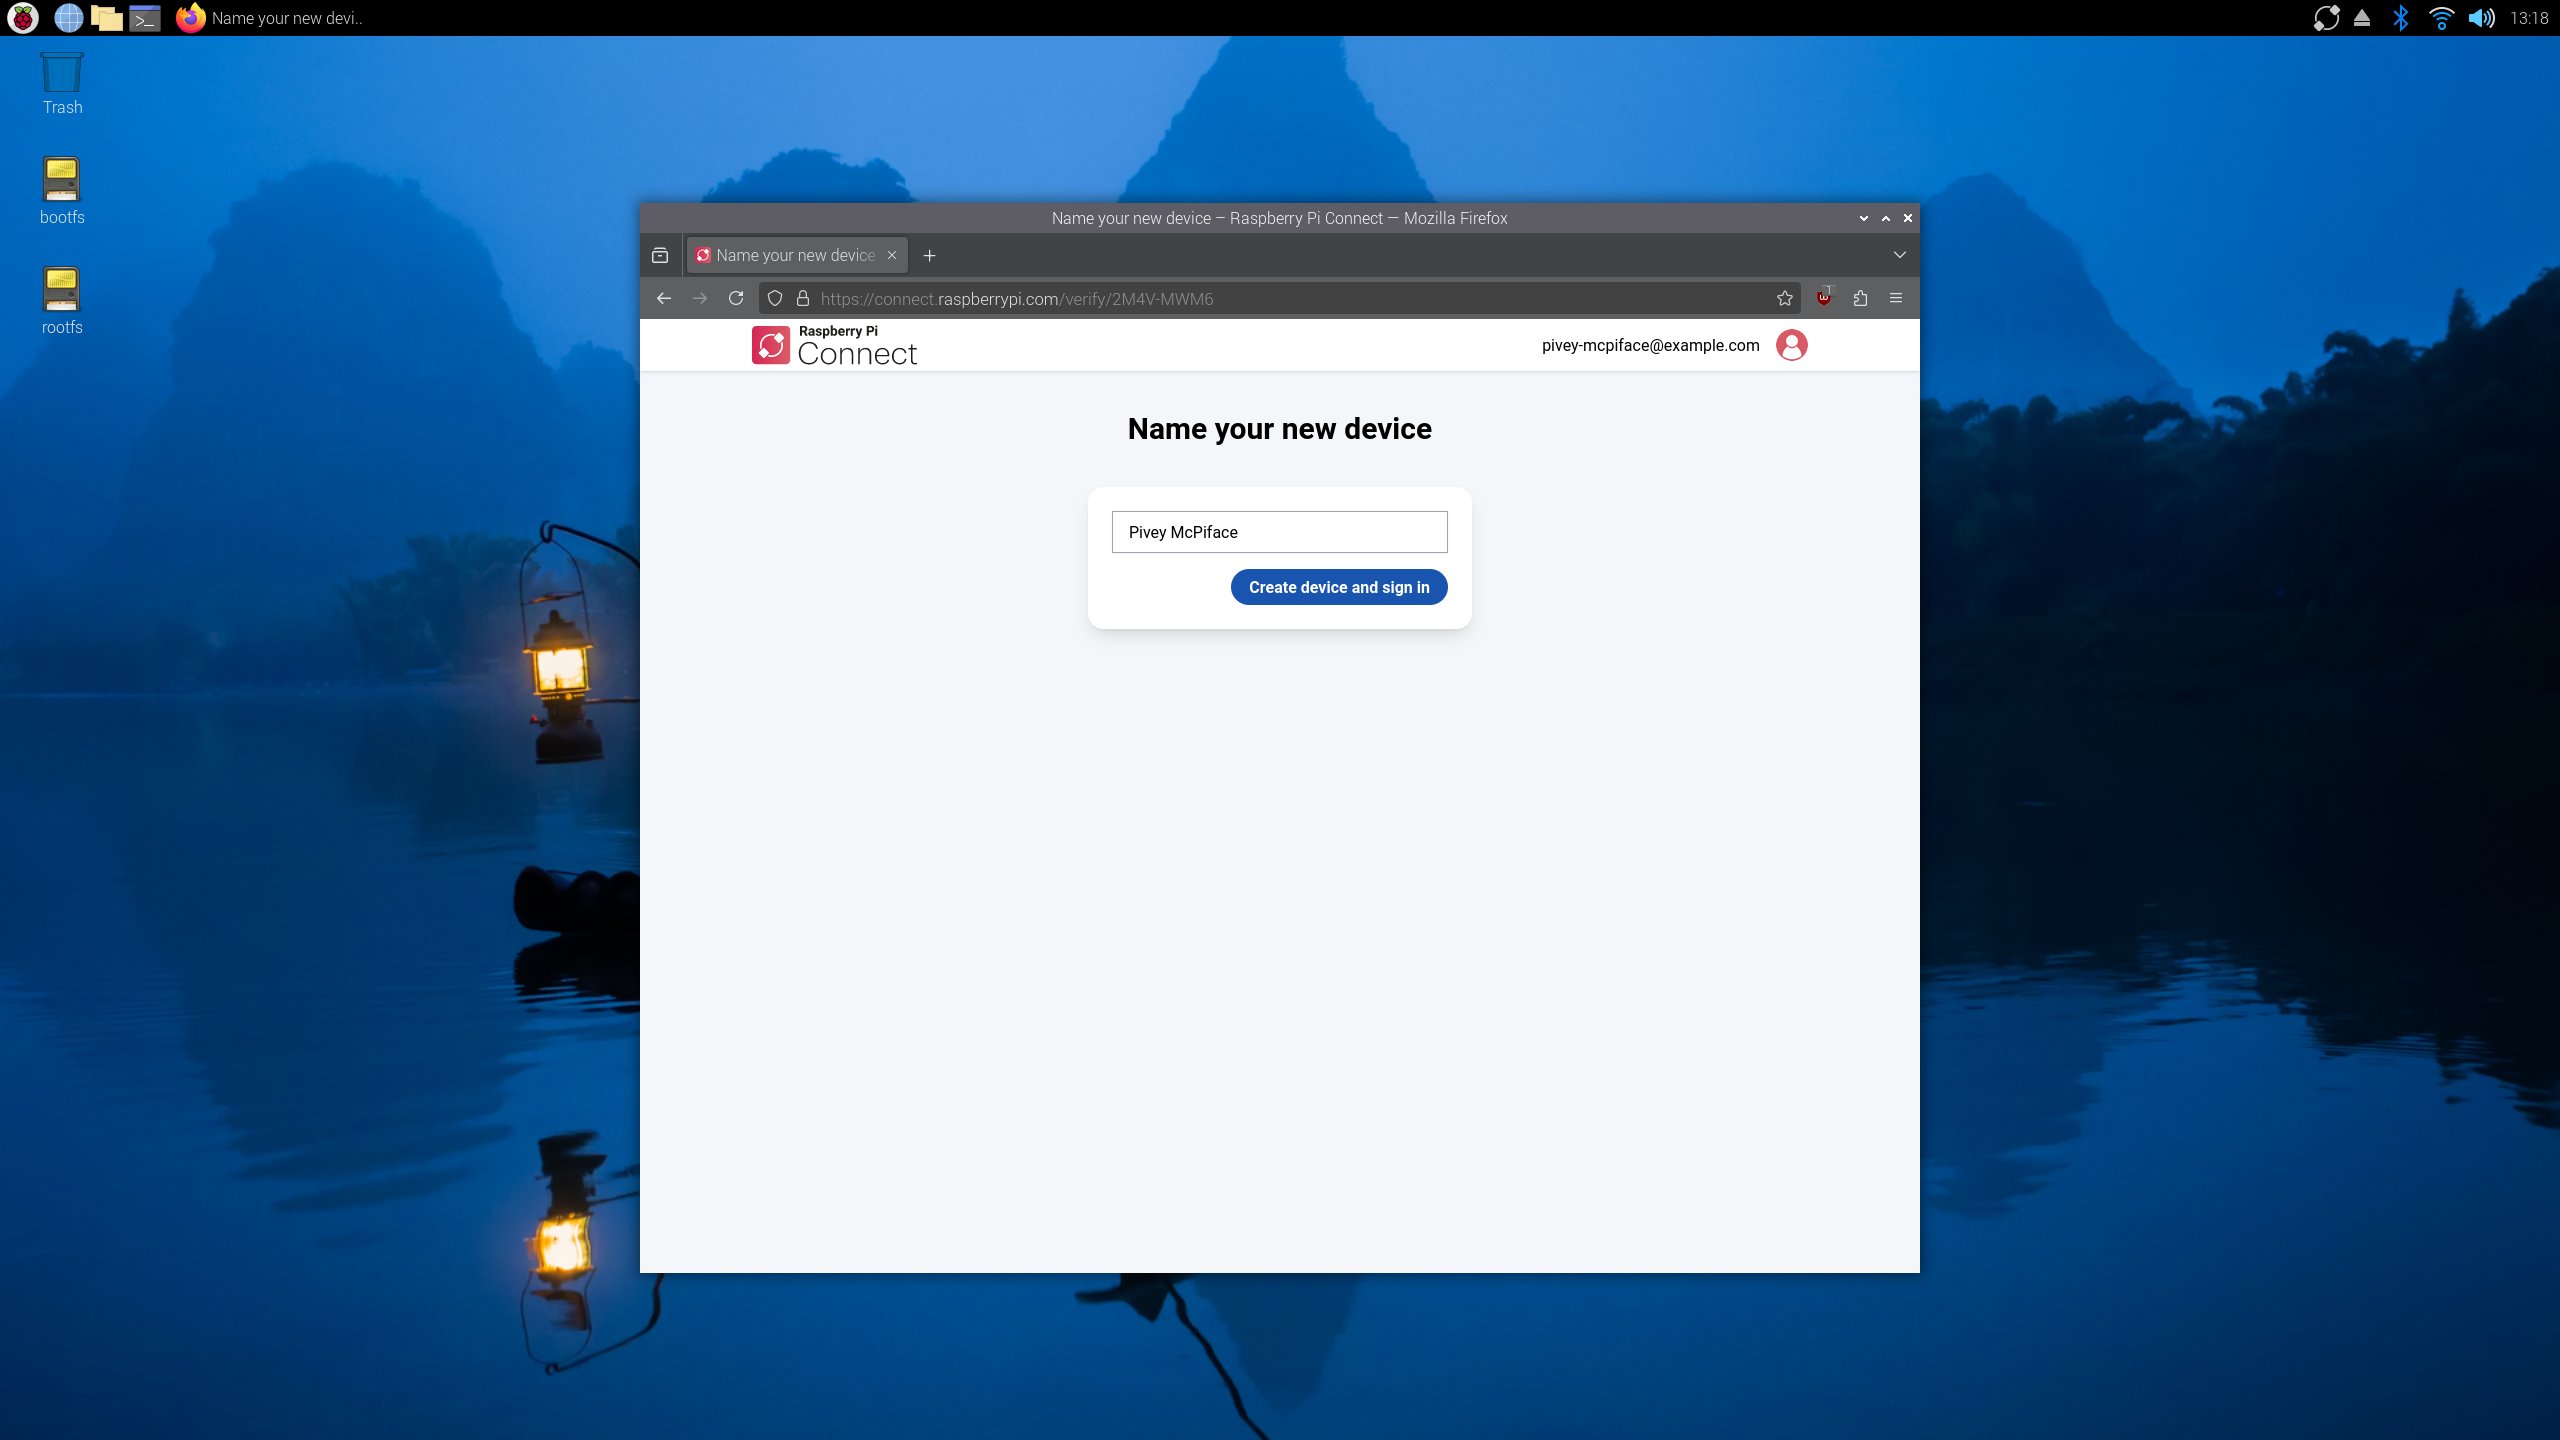 Name your new devi..
13:18
Trash
bootfs
rootfs
Name your new device – Raspberry Pi Connect — Mozilla Firefox
Name your new device
https://connect.raspberrypi.com/verify/2M4V-MWM6
1
Raspberry Pi
Connect
pivey-mcpiface@example.com
Name your new device
Pivey McPiface
Create device and sign in